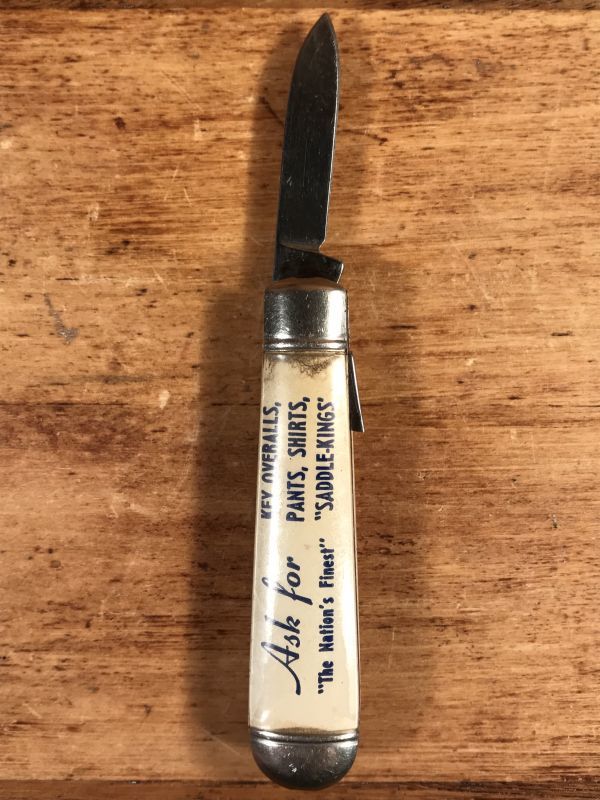 Ask for
"The Nation's Finest"
KEY OVERALLS,
PANTS, SHIRTS,
"SADDLE-KINGS'